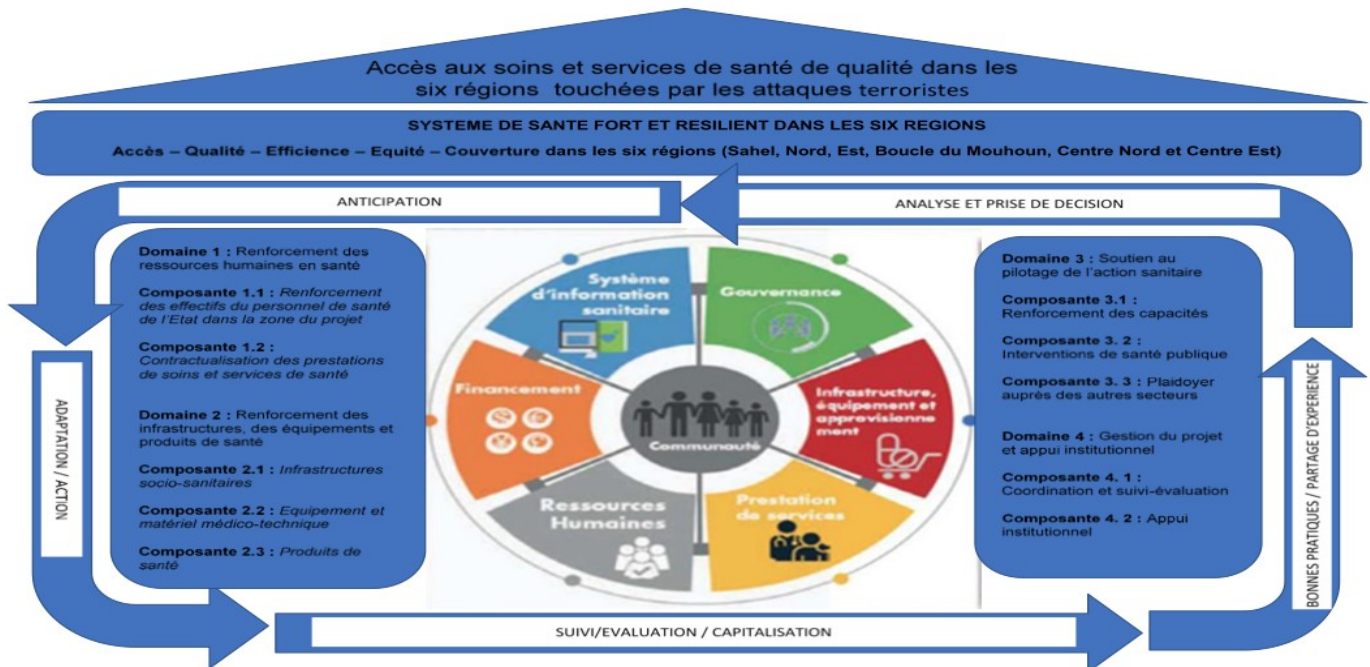 Accès aux soins et services de santé de qualité dans les
six régions touchées par les attaques terroristes
SYSTEME DE SANTE FORT ET RESILIENT DANS LES SIX REGIONS
Accès – Qualité – Efficience – Equité – Couverture dans les six régions (Sahel, Nord, Est, Boucle du Mouhoun, Centre Nord et Centre Est)
ANTICIPATION
ANALYSE ET PRISE DE DECISION
Domaine 1 : Renforcement des
ressources humaines en santé
Composante 1.1 : Renforcement
des effectifs du personnel de santé
de l'Etat dans la zone du projet
Composante 1.2 :
Contractualisation des prestations
de soins et services de santé
Domaine 2 : Renforcement des
infrastructures, des équipements et
produits de santé
Composante 2.1 : Infrastructures
socio-sanitaires
Composante 2.2 : Equipement et
matériel médico-technique
Composante 2.3 : Produits de
santé
Système
d'information
sanitaire
Gouvernance
Financement
Infrastructure,
équipement et
approvisionne
ment
Communauté
Ressources
Humaines
Prestation
de services
Domaine 3 : Soutien au
pilotage de l'action sanitaire
Composante 3.1 :
Renforcement des capacités
Composante 3. 2 :
Interventions de santé publique
Composante 3. 3 : Plaidoyer
auprès des autres secteurs
Domaine 4 : Gestion du projet
et appui institutionnel
Composante 4. 1 :
Coordination et suivi-évaluation
Composante 4. 2 : Appui
institutionnel
ADAPTATION / ACTION
BONNES PRATIQUES / PARTAGE D'EXPERIENCE
SUIVI/EVALUATION / CAPITALISATION